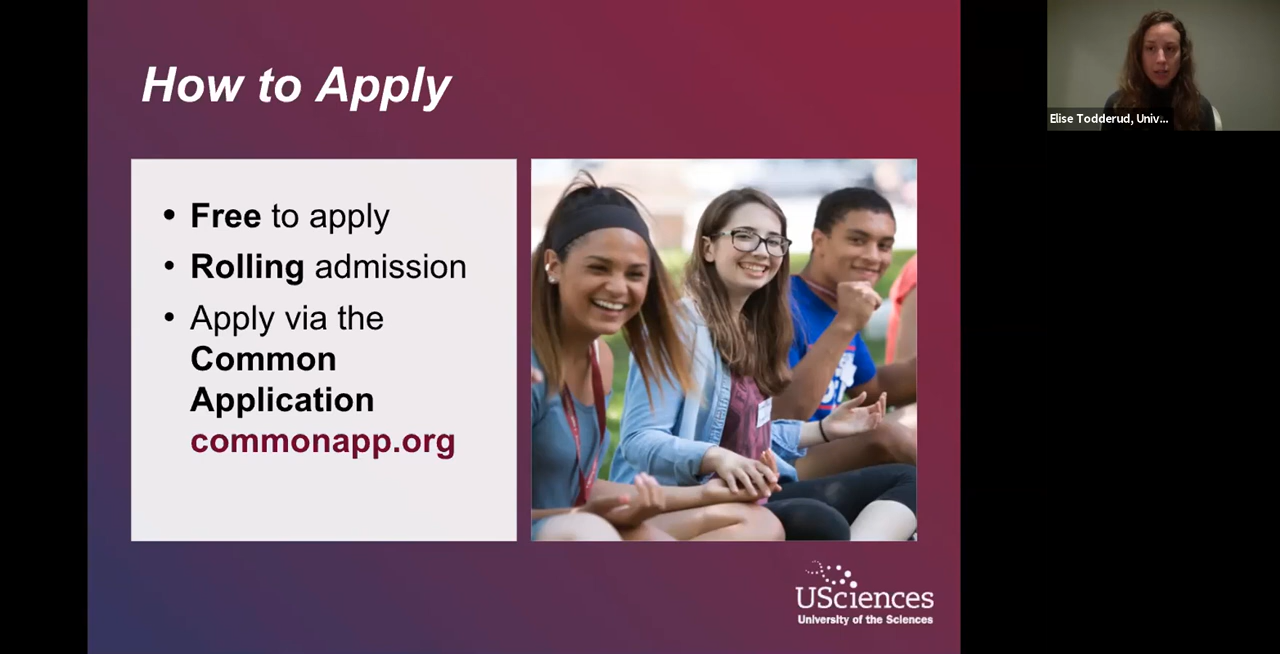 How to Apply
• Free to apply
• Rolling admission
• Apply via the
Common
Application
commonapp.org
USciences
University of the Sciences
Elise Todderud, Univ...